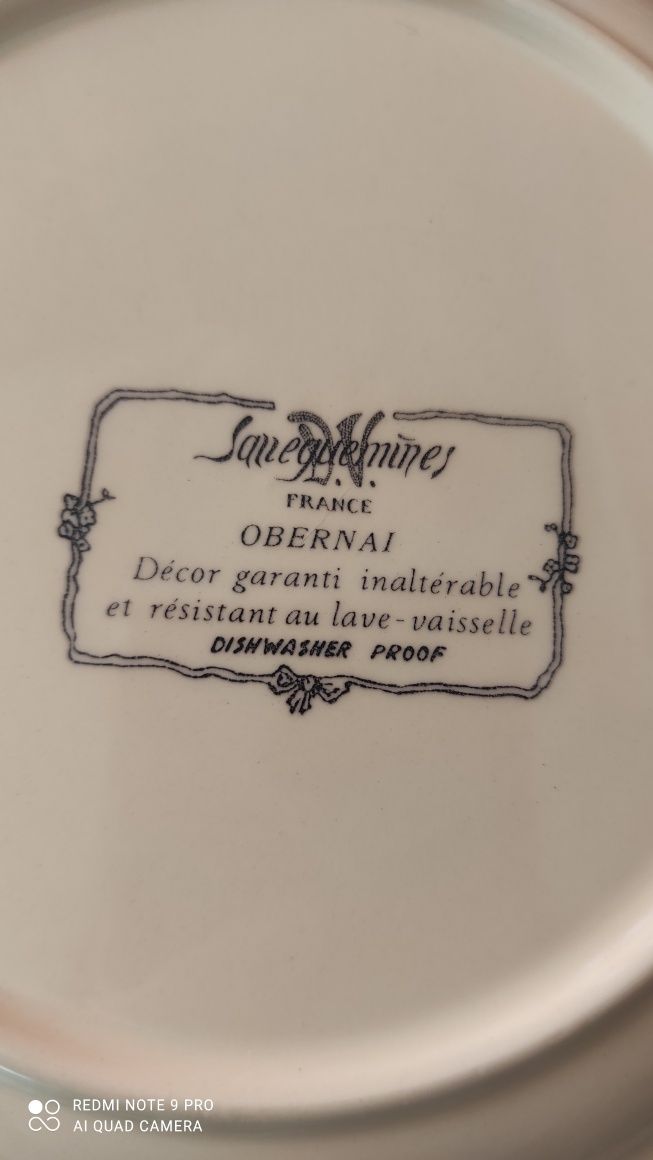 Sarreguemines
D.V.
FRANCE
OBERNAI
Décor garanti inaltérable
et résistant au lave-vaisselle
DISHWASHER PROOF
REDMI NOTE 9 PRO
AI QUAD CAMERA